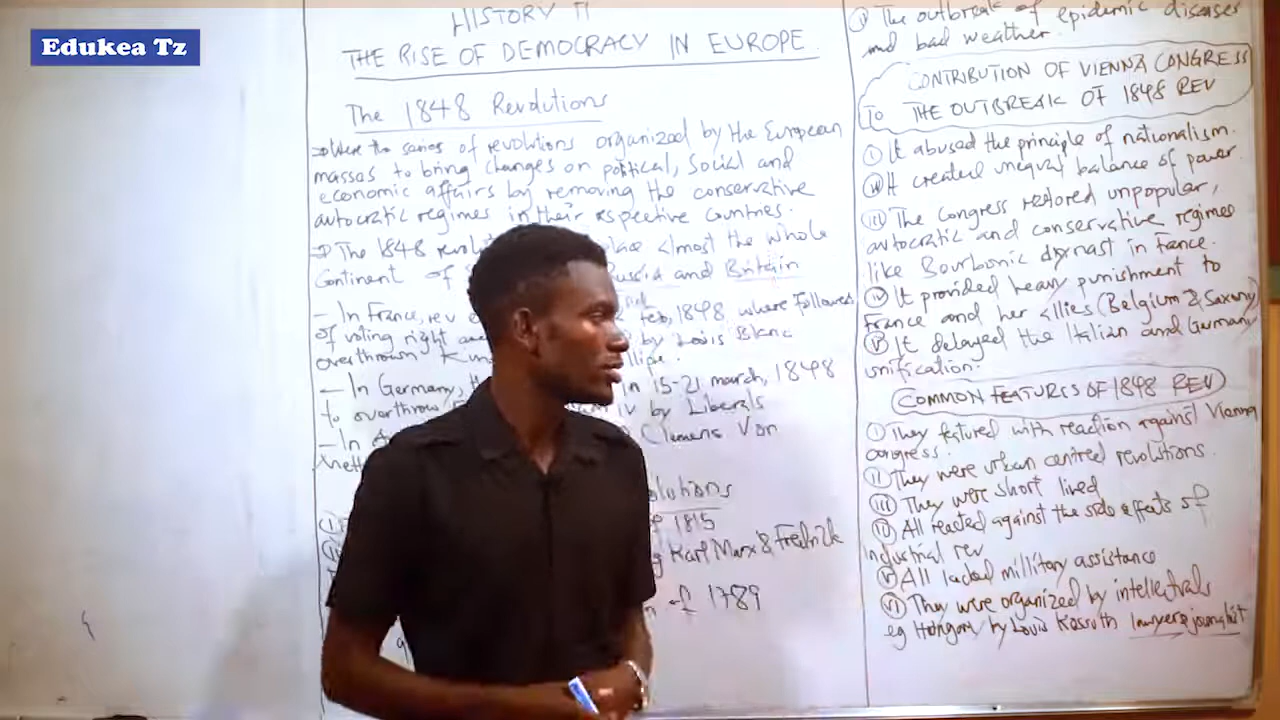 Edukea Tz
HISTORY II
THE RISE OF DEMOCRACY IN EUROPE
The 1848 Revolutions
Were the series of revolutions organized by the European
masses to bring changes on political, Social and
economic affairs by removing the conservative
autocratic regimes in their respective Countries.
The 1848 almost the whole
Continent of Russia and Britain
- In France, rev feb, 1848 where followed
of voting right by Louis Blanc
overthrown
- In Germany, in 15-21 march, 1848
to overthrow IV by Liberals
- In Clemens Von
of 1815
Karl Marx & Fredrick
of 1789
The outbreak of epidemic diseases
and bad weather.
CONTRIBUTION OF VIENNA CONGRESS
To THE OUTBREAK OF 1848 REV
(i) It abused the principle of nationalism.
(ii) It created unequal balance of power
(iii) The Congress restored unpopular,
autocratic and conservative regimes
like Bourbonic dynast in France.
(iv) It provided heavy punishment to
France and her allies (Belgium & Saxony)
(v) It delayed the Italian and Germany
unification.
COMMON FEATURES OF 1848 REV
(i) They featured with reaction against Vienna
congress.
(ii) They were urban centred revolutions.
(iii) They were short lived
(iv) All reacted against the side effects of
Industrial rev
(v) All lacked millitary assistance
(vi) They were organized by intellectuals
eg Hungary by Louis Kossuth lawyer & journalist